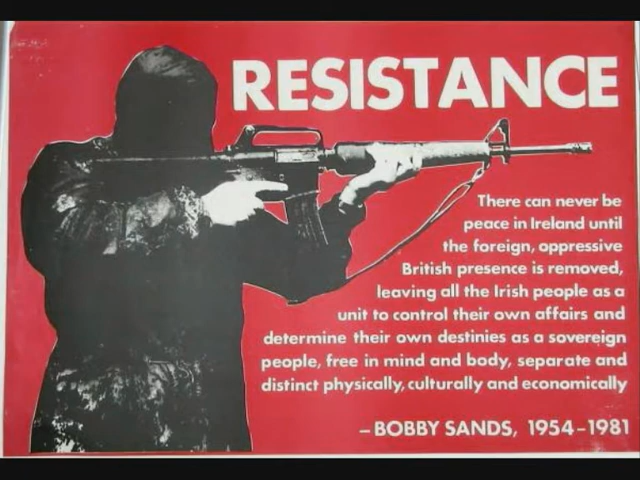 RESISTANCE
There can never be
peace in Ireland until
the foreign, oppressive
British presence is removed,
leaving all the Irish people as a
unit to control their own affairs and
determine their own destinies as a sovereign
people, free in mind and body, separate and
distinct physically, culturally and economically
–BOBBY SANDS, 1954–1981